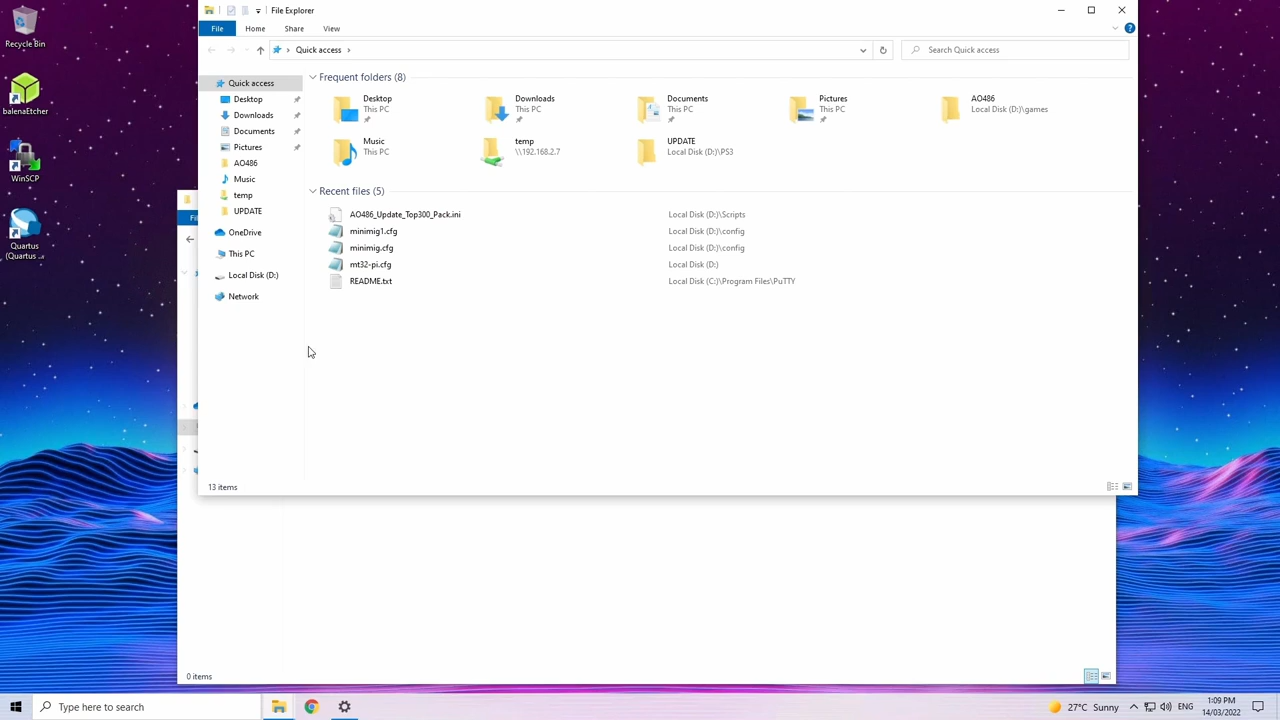 Recycle Bin
balenaEtcher
WinSCP
Quartus
(Quartus ...
File Explorer
File
Home
Share
View
Quick access
Search Quick access
Quick access
Desktop
Downloads
Documents
Pictures
AO486
Music
temp
UPDATE
OneDrive
This PC
Local Disk (D:)
Network
Frequent folders (8)
Desktop
This PC
Downloads
This PC
Documents
This PC
Pictures
This PC
AO486
Local Disk (D:)\games
Music
This PC
temp
\\192.168.2.7
UPDATE
Local Disk (D:)\PS3
Recent files (5)
AO486_Update_Top300_Pack.ini
Local Disk (D:)\Scripts
minimig1.cfg
Local Disk (D:)\config
minimig.cfg
Local Disk (D:)\config
mt32-pi.cfg
Local Disk (D:)
README.txt
Local Disk (C:)\Program Files\PuTTY
13 items
Fil
0 items
Type here to search
27°C Sunny
ENG
1:09 PM
14/03/2022